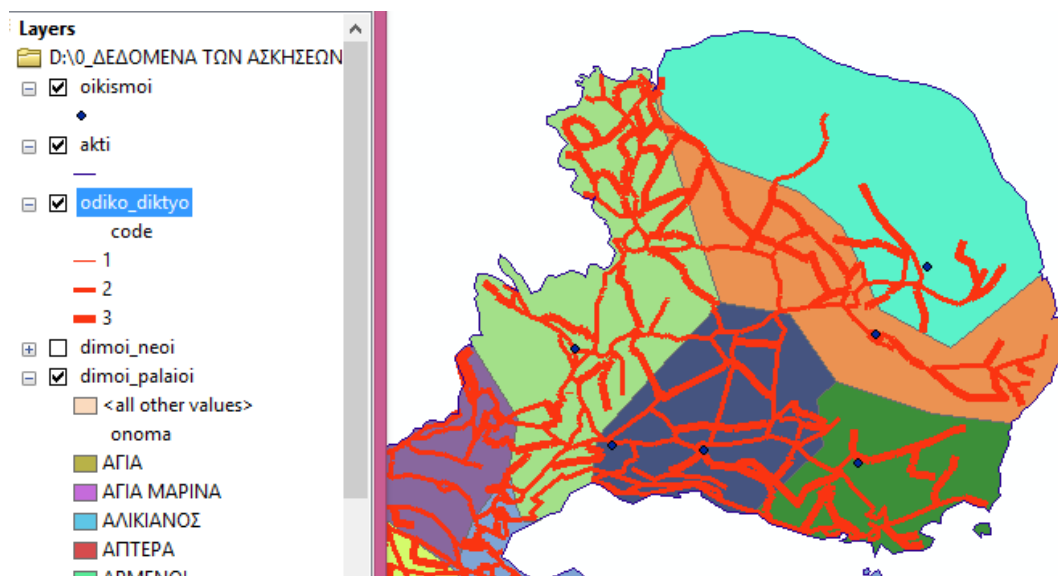 Layers
D:\0_ΔΕΔΟΜΕΝΑ ΤΩΝ ΑΣΚΗΣΕΩΝ
oikismoi
akti
odiko_diktyo
code
1
2
3
dimoi_neoi
dimoi_palaioi
<all other values>
onoma
ΑΓΙΑ
ΑΓΙΑ ΜΑΡΙΝΑ
ΑΛΙΚΙΑΝΟΣ
ΑΠΤΕΡΑ
ΑΡΜΕΝΟΙ